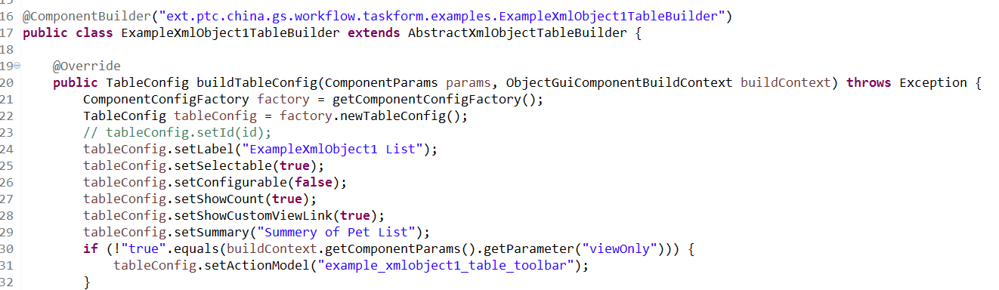 15
16 @ComponentBuilder("ext.ptc.china.gs.workflow.taskform.examples.ExampleXmlObject1TableBuilder")
17 public class ExampleXmlObject1TableBuilder extends AbstractXmlObjectTableBuilder {
18
19 @Override
20 public TableConfig buildTableConfig(ComponentParams params, ObjectGuiComponentBuildContext buildContext) throws Exception {
21 ComponentConfigFactory factory = getComponentConfigFactory();
22 TableConfig tableConfig = factory.newTableConfig();
23 // tableConfig.setId(id);
24 tableConfig.setLabel("ExampleXmlObject1 List");
25 tableConfig.setSelectable(true);
26 tableConfig.setConfigurable(false);
27 tableConfig.setShowCount(true);
28 tableConfig.setShowCustomViewLink(true);
29 tableConfig.setSummary("Summery of Pet List");
30 if (!"true".equals(buildContext.getComponentParams().getParameter("viewOnly"))) {
31 tableConfig.setActionModel("example_xmlobject1_table_toolbar");
32 }